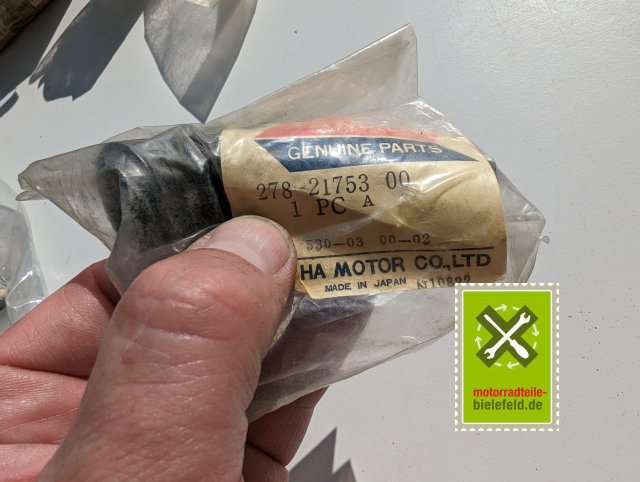 GENUINE PARTS
278-21753 00
1 PC A
530-03 00-02
HA MOTOR CO.,LTD
MADE IN JAPAN
motorradteile-
bielefeld.de